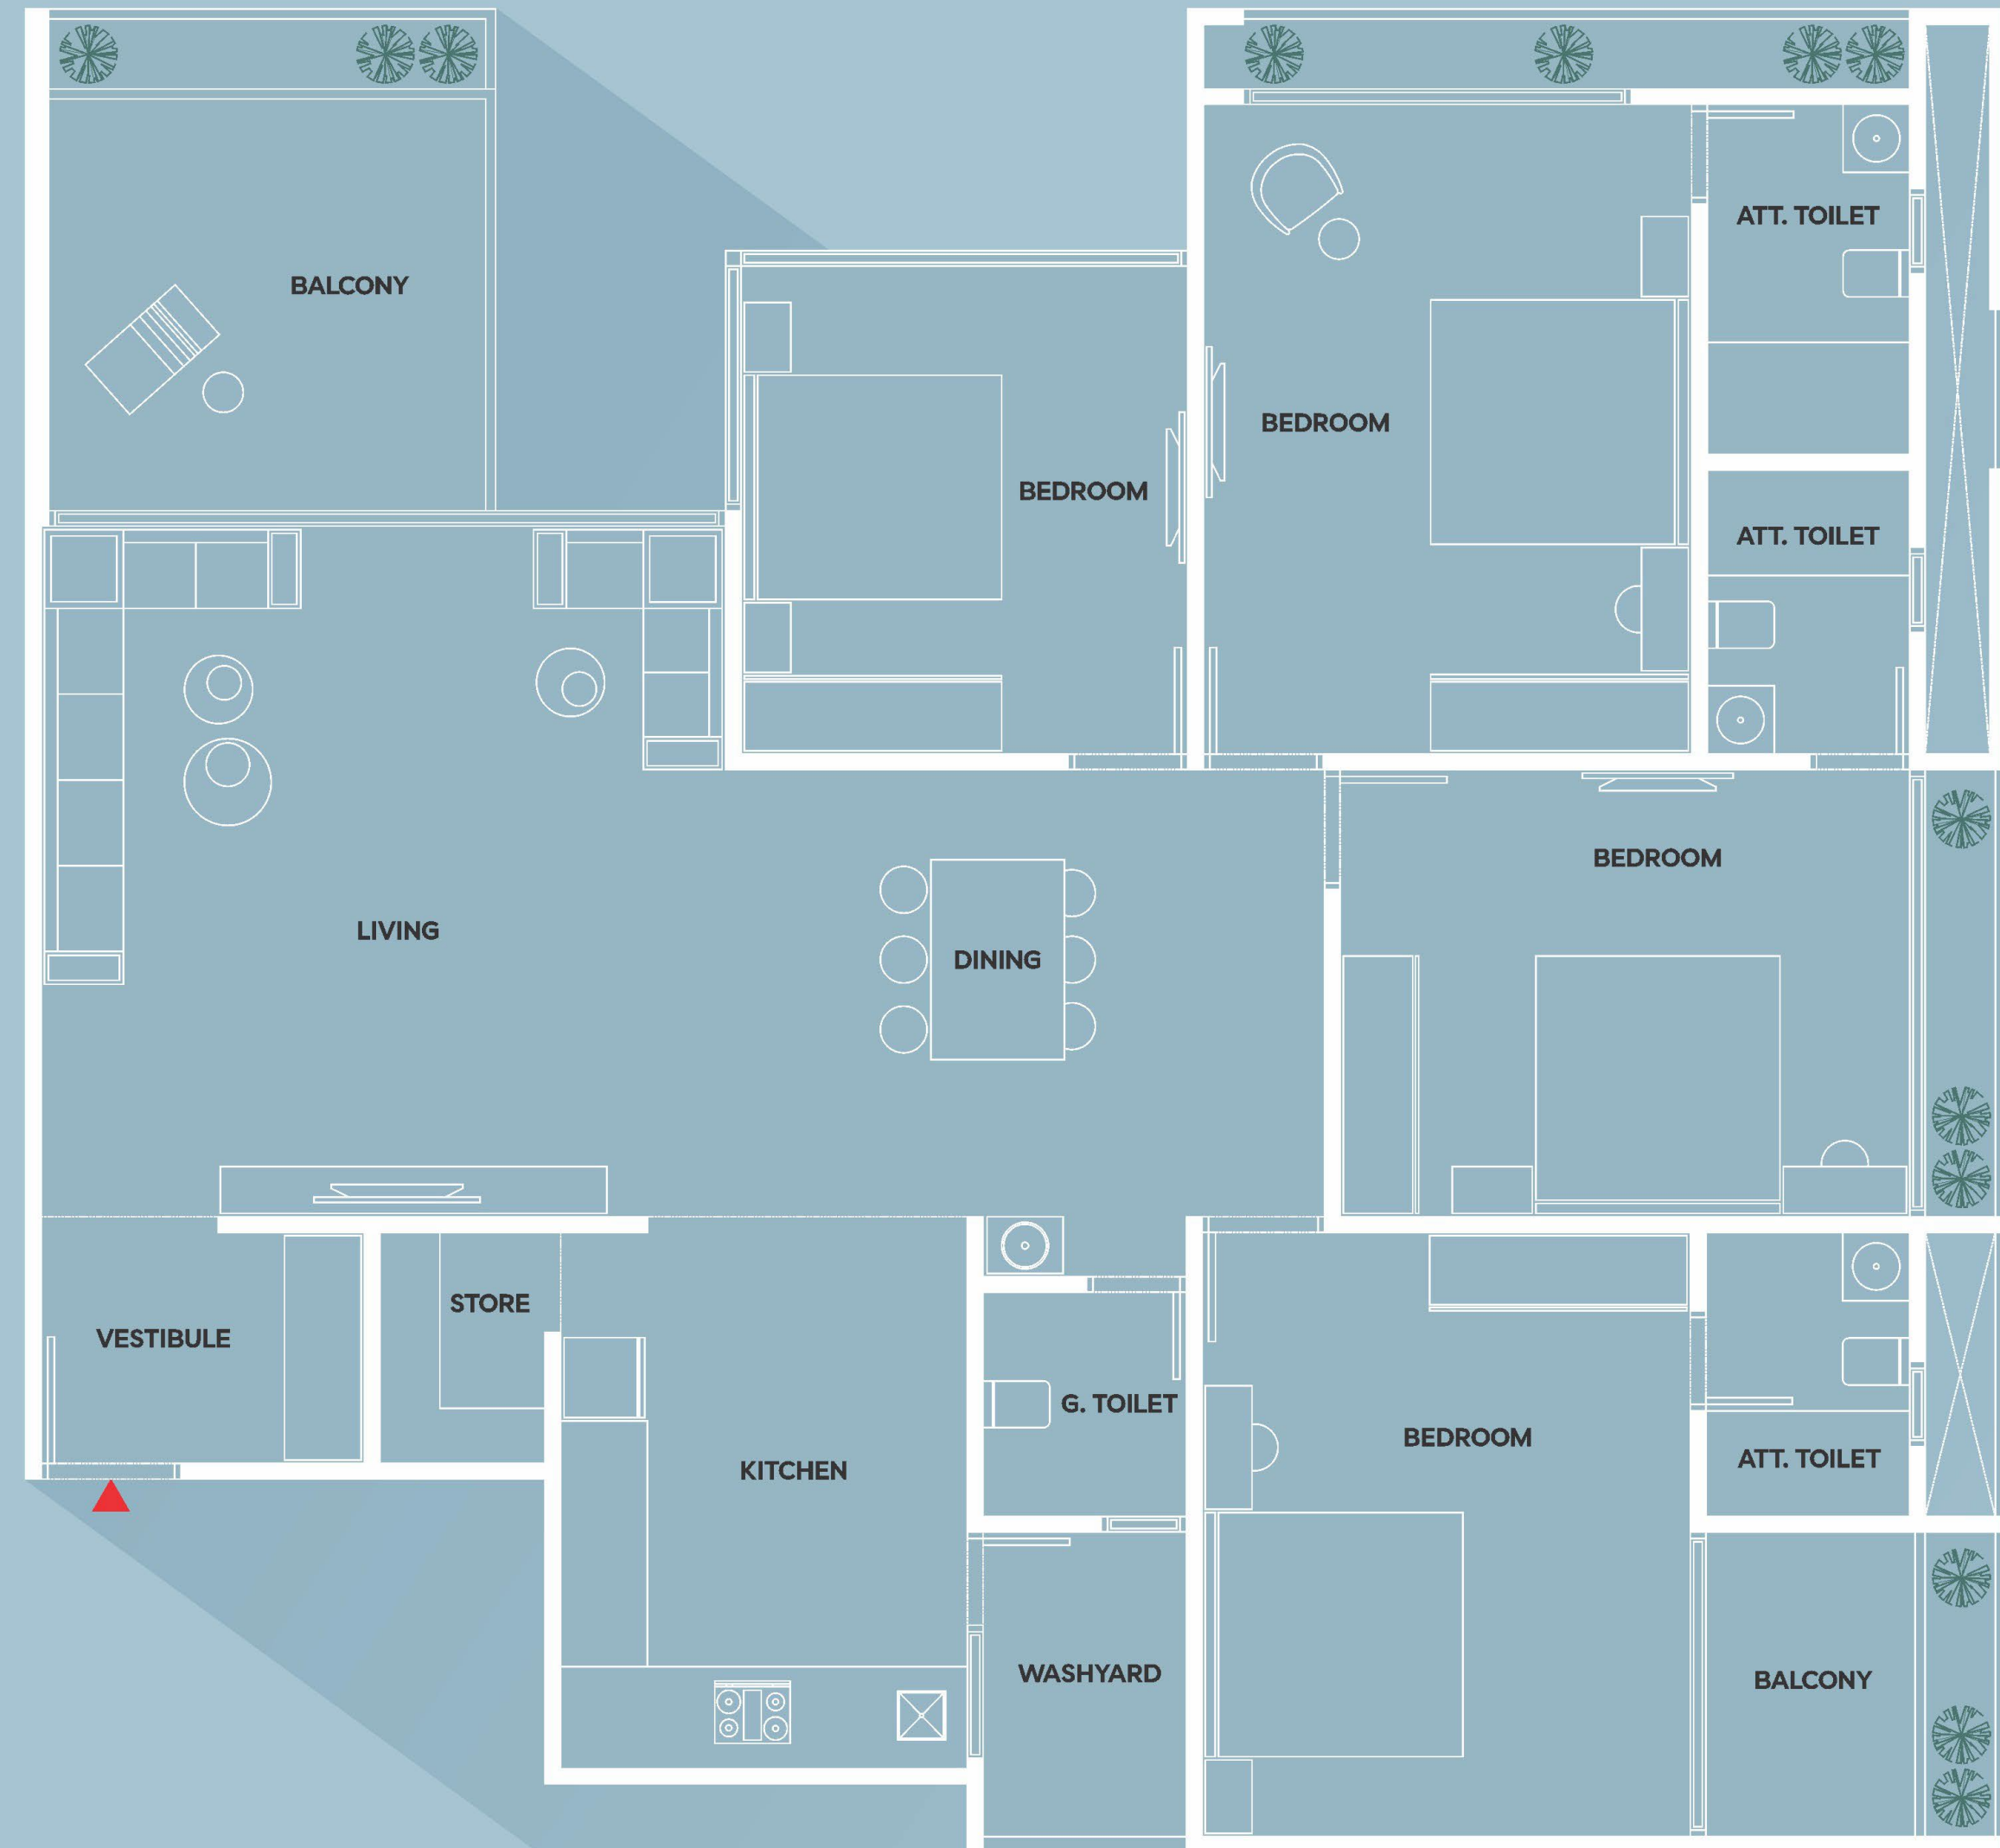 ATT. TOILET
BALCONY
BEDROOM
BEDROOM
ATT. TOILET
BEDROOM
LIVING
DINING
STORE
VESTIBULE
G. TOILET
BEDROOM
ATT. TOILET
KITCHEN
WASHYARD
BALCONY